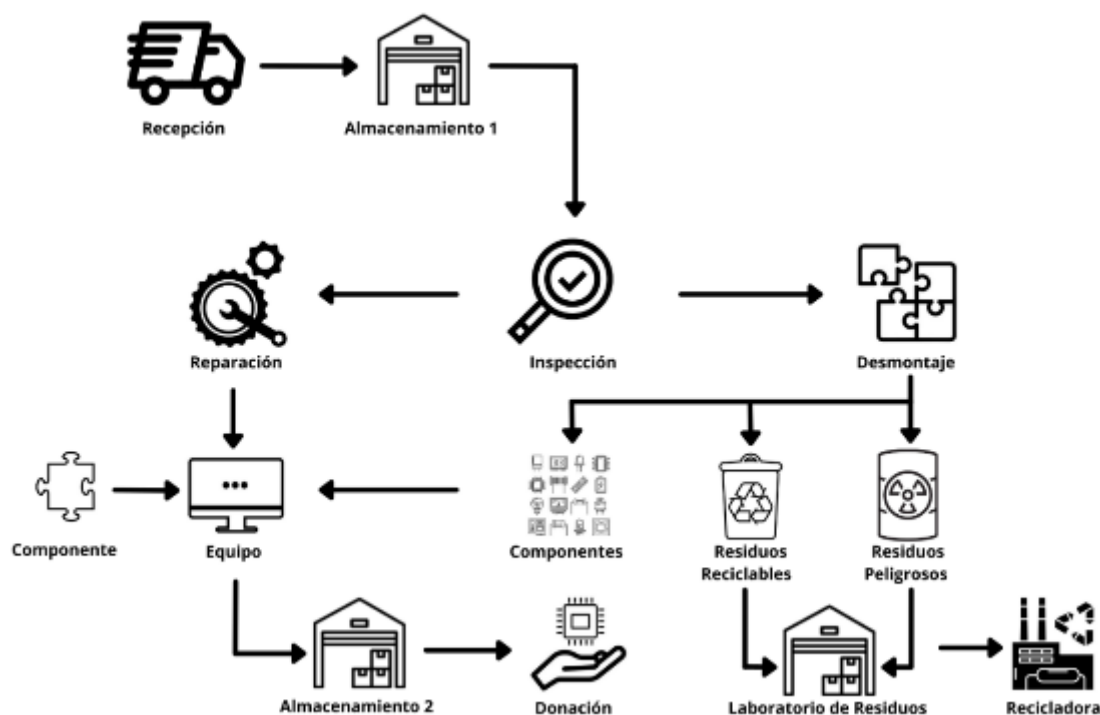 Recepción
Almacenamiento 1
Reparación
Inspección
Desmontaje
Componente
Equipo
Componentes
Residuos
Reciclables
Residuos
Peligrosos
Almacenamiento 2
Donación
Laboratorio de Residuos
Recicladora